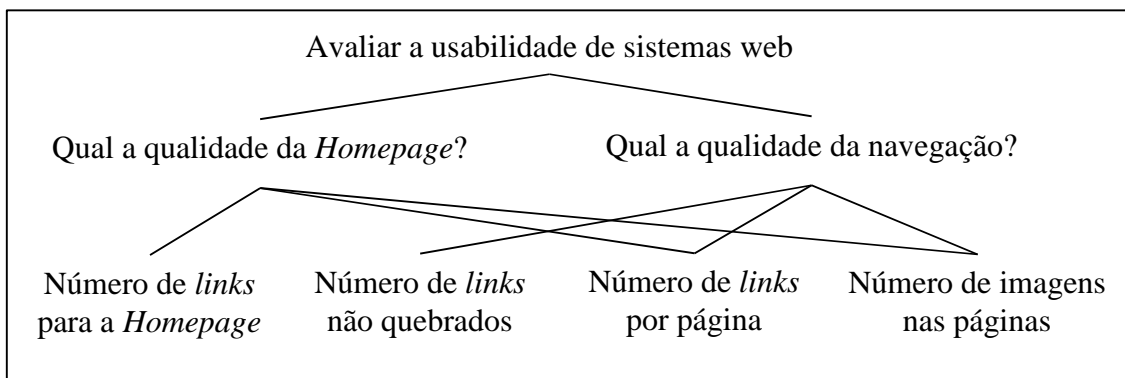 Avaliar a usabilidade de sistemas web
Qual a qualidade da Homepage?
Qual a qualidade da navegação?
Número de links
para a Homepage
Número de links
não quebrados
Número de links
por página
Número de imagens
nas páginas